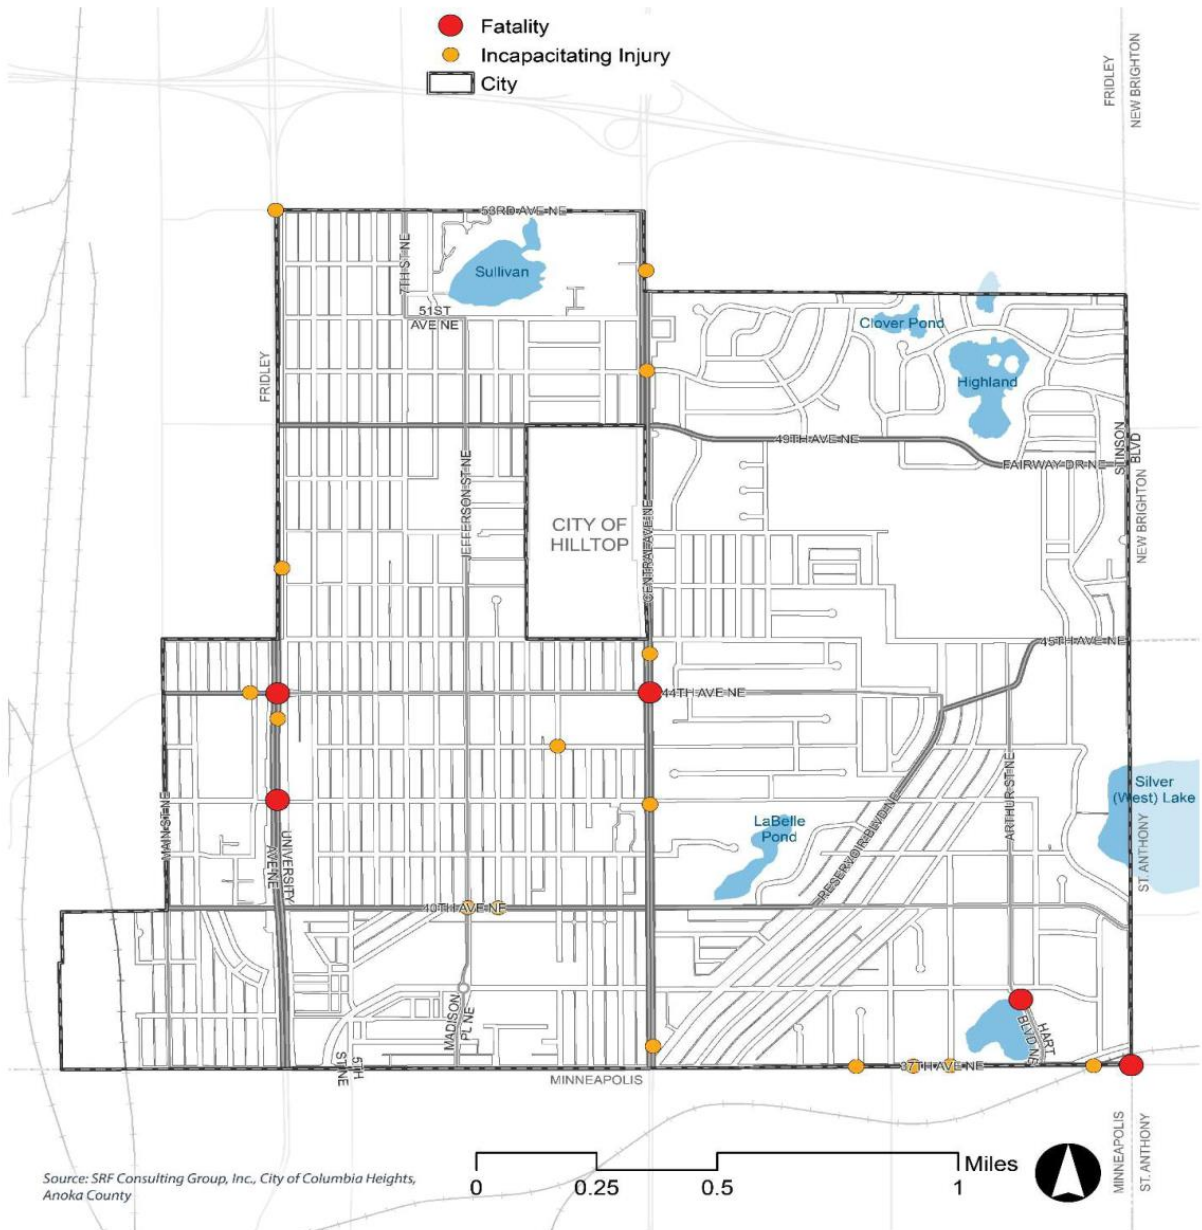 Fatality
Incapacitating Injury
City
FRIDLEY
NEW BRIGHTON
53RD AVE NE
7TH ST NE
Sullivan
51ST
AVE NE
Clover Pond
Highland
FRIDLEY
49TH AVE NE
FAIRWAY DR NE
STINSON
BLVD
NEW BRIGHTON
JEFFERSON ST NE
CITY OF
HILLTOP
CENTRAL AVE NE
45TH AVE NE
44TH AVE NE
MAIN ST NE
UNIVERSITY
AVE NE
LaBelle
Pond
RESERVOIR BLVD NE
ARTHUR ST NE
Silver
(West) Lake
ST. ANTHONY
40TH AVE NE
MADISON
PL NE
5TH
ST NE
HART
BLVD NE
37TH AVE NE
MINNEAPOLIS
MINNEAPOLIS
ST. ANTHONY
Miles
0 0.25 0.5 1
Source: SRF Consulting Group, Inc., City of Columbia Heights,
Anoka County